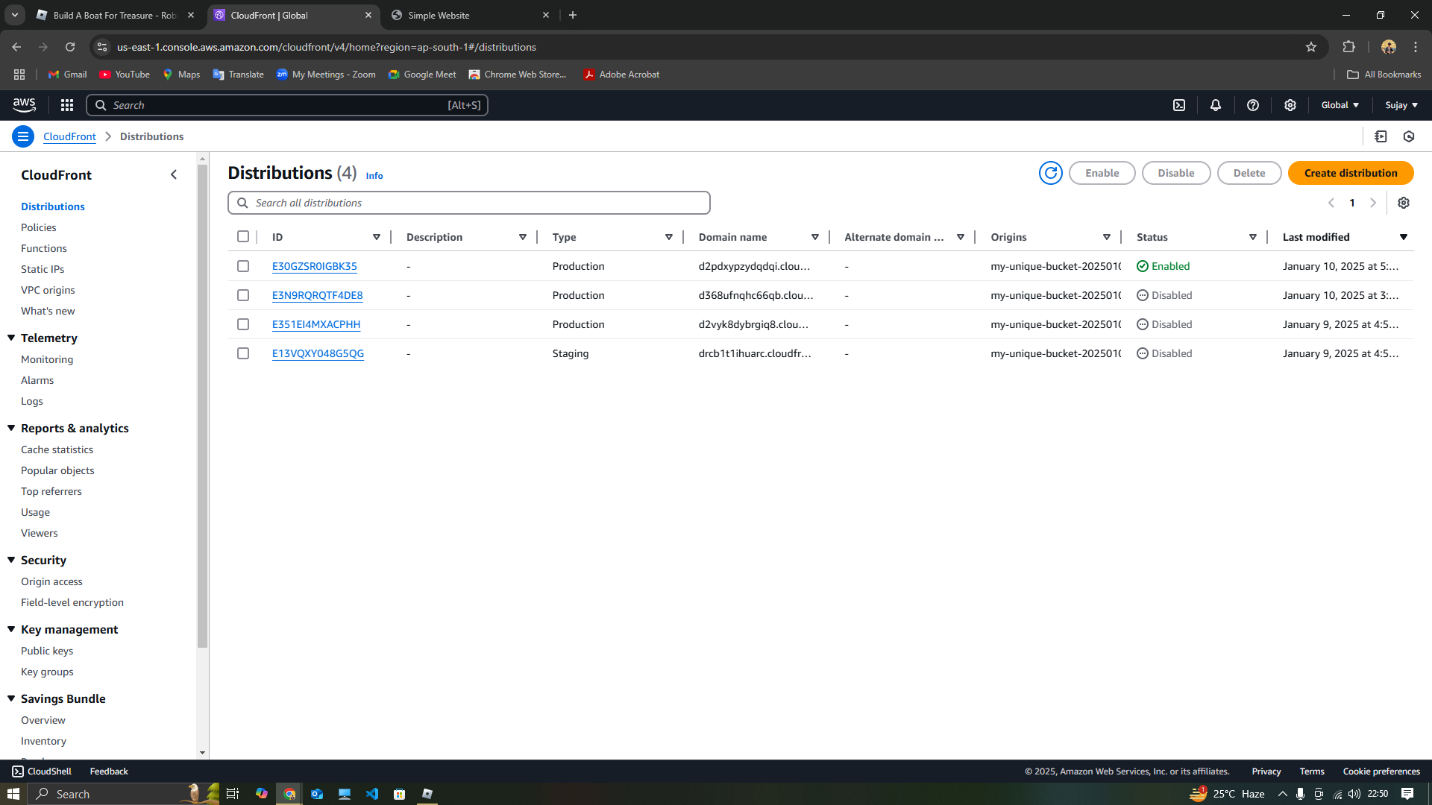 Build A Boat For Treasure - Rob
CloudFront | Global
Simple Website
us-east-1.console.aws.amazon.com/cloudfront/v4/home?region=ap-south-1#/distributions
Gmail
YouTube
Maps
Translate
My Meetings - Zoom
Google Meet
Chrome Web Store...
Adobe Acrobat
All Bookmarks
aws
Search
[Alt+S]
Global
Sujay
CloudFront
Distributions
CloudFront
Distributions
Policies
Functions
Static IPs
VPC origins
What's new
Telemetry
Monitoring
Alarms
Logs
Reports & analytics
Cache statistics
Popular objects
Top referrers
Usage
Viewers
Security
Origin access
Field-level encryption
Key management
Public keys
Key groups
Savings Bundle
Overview
Inventory
Distributions (4) Info
Enable
Disable
Delete
Create distribution
Search all distributions
1
ID Description Type Domain name Alternate domain ... Origins Status Last modified
E30GZSR0IGBK35 - Production d2pdxypzydqdqi.clou... - my-unique-bucket-2025010 Enabled January 10, 2025 at 5:...
E3N9RQRQTF4DE8 - Production d368ufnqhc66qb.clou... - my-unique-bucket-2025010 Disabled January 10, 2025 at 3:...
E351EI4MXACPHH - Production d2vyk8dybrgiq8.clou... - my-unique-bucket-2025010 Disabled January 9, 2025 at 4:5...
E13VQXY048G5QG - Staging drcb1t1ihuarc.cloudfr... - my-unique-bucket-2025010 Disabled January 9, 2025 at 4:5...
CloudShell
Feedback
© 2025, Amazon Web Services, Inc. or its affiliates.
Privacy
Terms
Cookie preferences
Search
1
25°C Haze
22:50